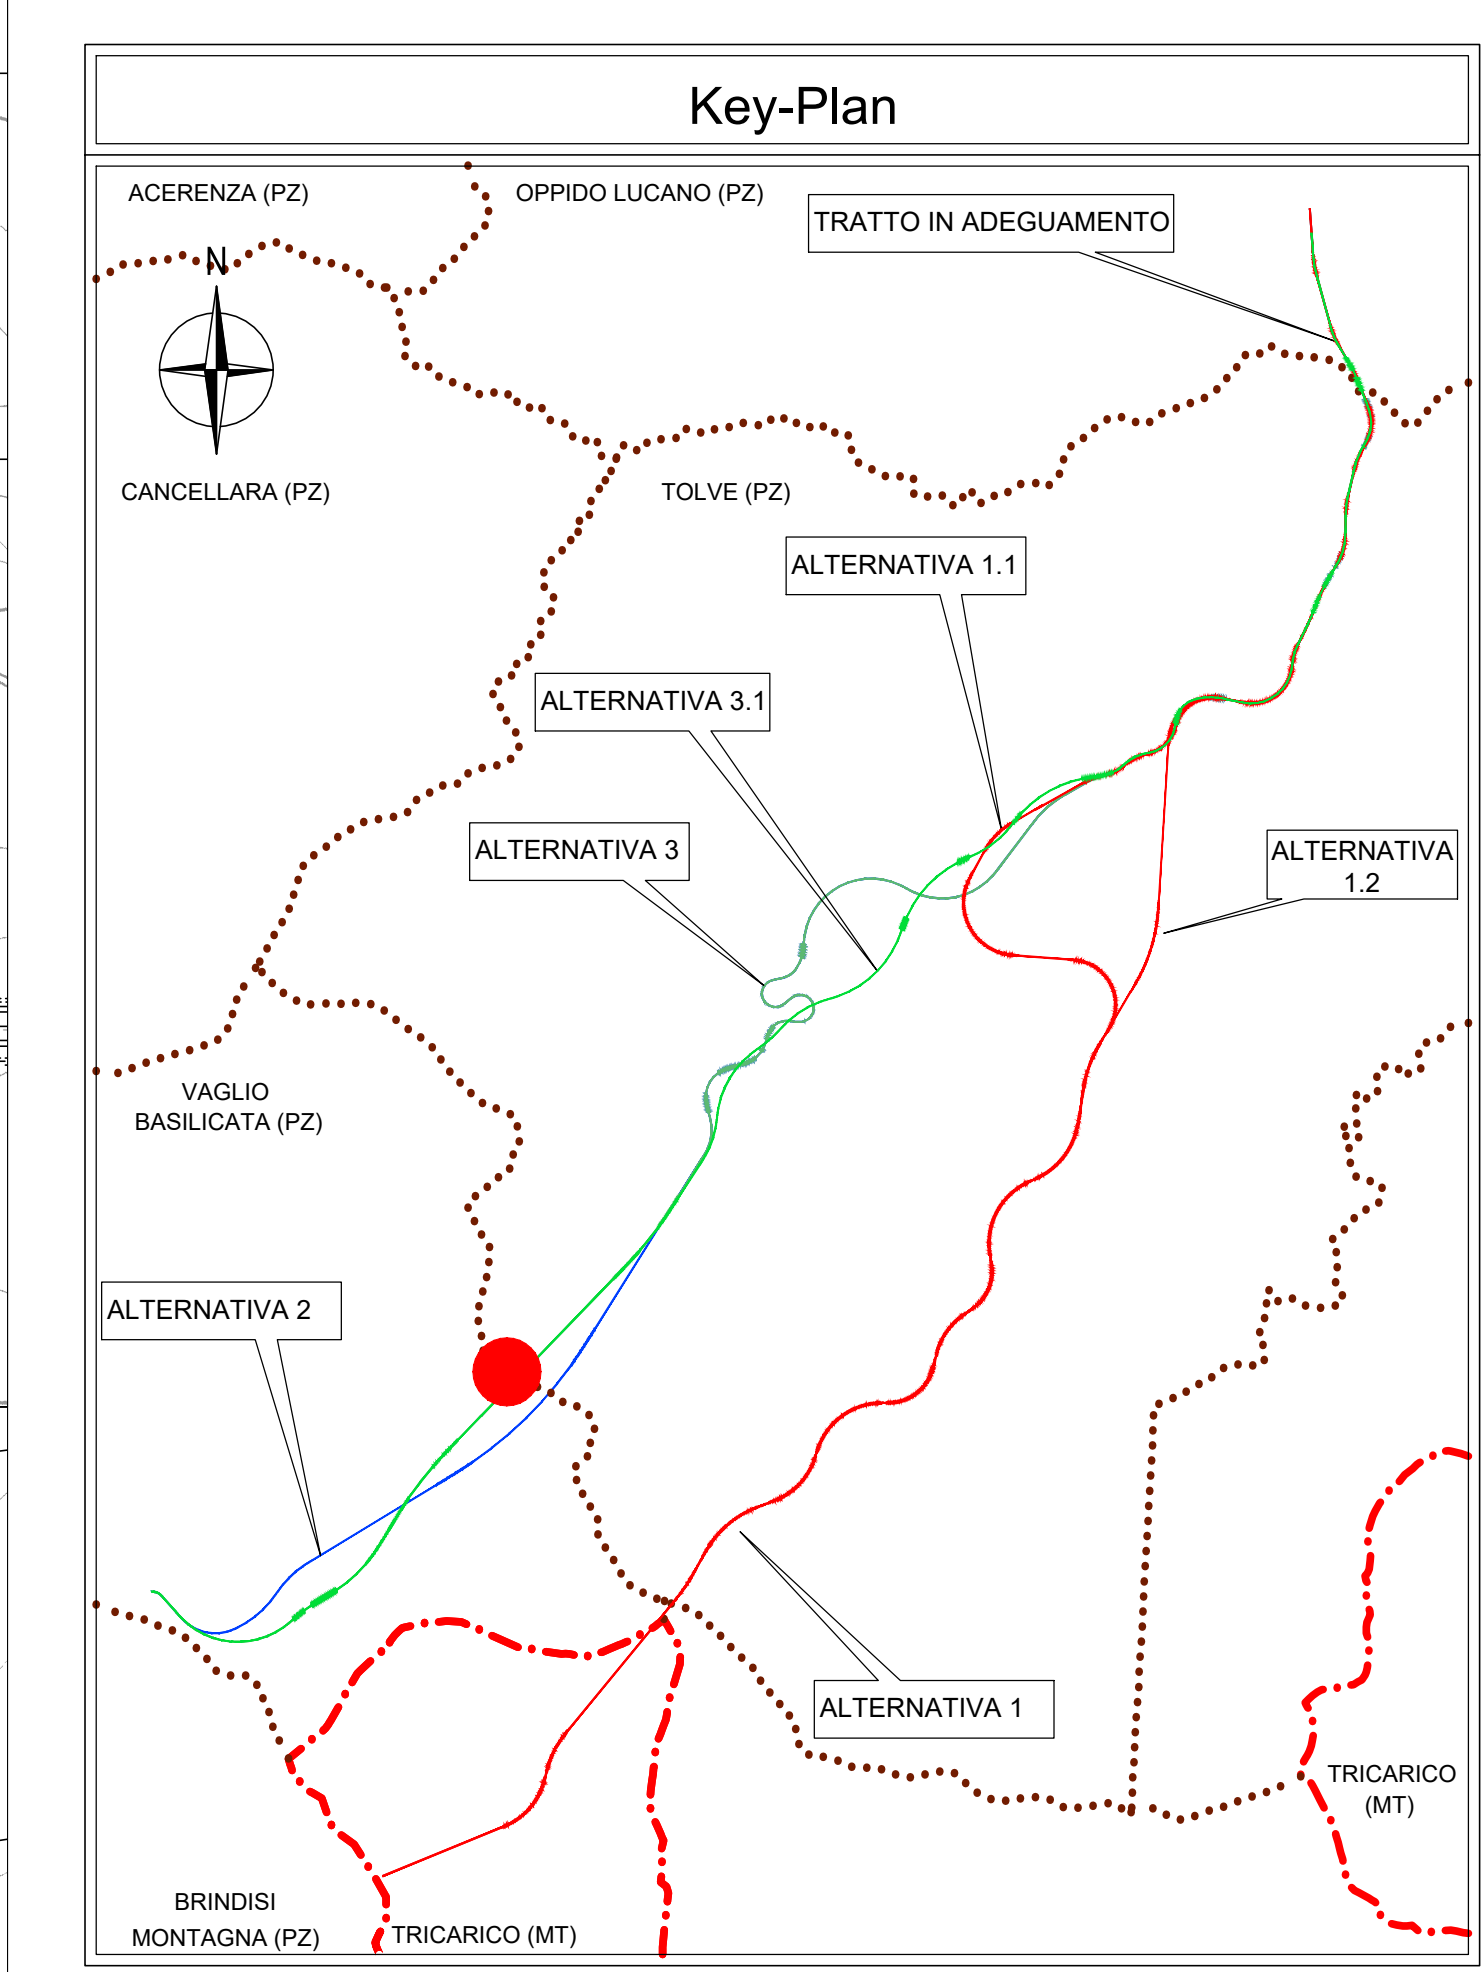 Key-Plan
ACERENZA (PZ)
OPPIDO LUCANO (PZ)
TRATTO IN ADEGUAMENTO
N
CANCELLARA (PZ)
TOLVE (PZ)
ALTERNATIVA 1.1
ALTERNATIVA 3.1
ALTERNATIVA 3
ALTERNATIVA
1.2
VAGLIO
BASILICATA (PZ)
ALTERNATIVA 2
ALTERNATIVA 1
TRICARICO
(MT)
BRINDISI
MONTAGNA (PZ)
TRICARICO (MT)